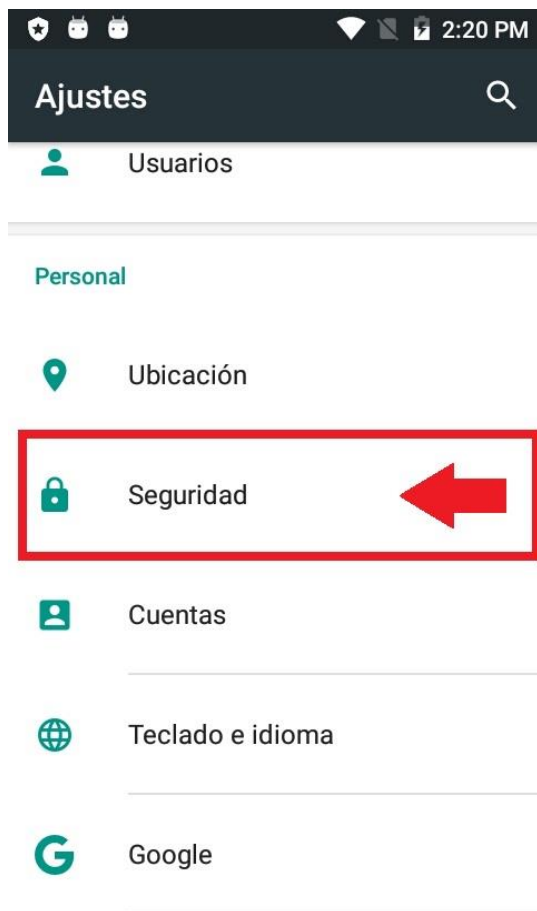 2:20 PM
Ajustes
Usuarios
Personal
Ubicación
Seguridad
Cuentas
Teclado e idioma
Google